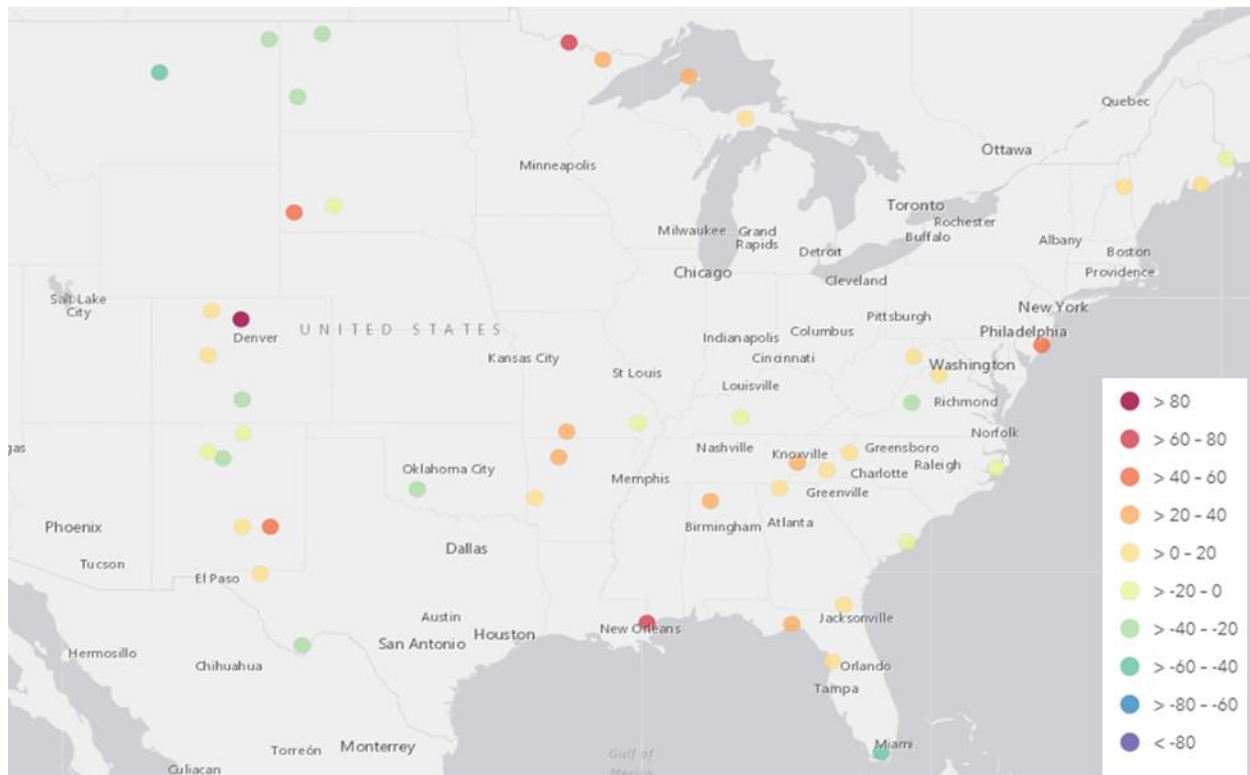 Quebec
Ottawa
Minneapolis
Toronto
Rochester
Buffalo
Milwaukee
Grand
Rapids
Detroit
Albany
Boston
Providence
Chicago
Cleveland
Salt Lake
City
New York
Pittsburgh
Philadelphia
Denver
UNITED STATES
Indianapolis
Columbus
Kansas City
Cincinnati
St Louis
Washington
Louisville
Richmond
> 80
gas
Nashville
Knoxville
Greensboro
Norfolk
> 60 - 80
Oklahoma City
Memphis
Charlotte
Raleigh
> 40 - 60
Greenville
Phoenix
Birmingham
Atlanta
> 20 - 40
Dallas
Tucson
El Paso
> 0 - 20
Austin
Jacksonville
> -20 - 0
New Orleans
Houston
San Antonio
> -40 - -20
Hermosillo
Chihuahua
Orlando
> -60 - -40
Tampa
> -80 - -60
Torreón
Monterrey
Miami
< -80
Gulf of
Mexico
Culiacan